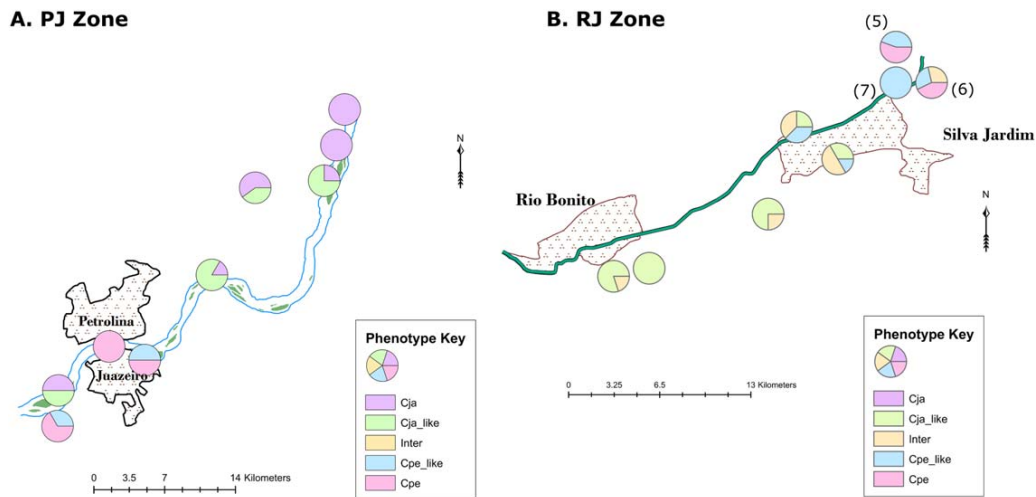 A. PJ Zone
N
Petrolina
Juazeiro
Phenotype Key
Cja
Cja_like
Inter
Cpe_like
Cpe
0 3.5 7 14 Kilometers
B. RJ Zone
(5)
(7) (6)
Silva Jardim
Rio Bonito
N
Phenotype Key
Cja
Cja_like
Inter
Cpe_like
Cpe
0 3.25 6.5 13 Kilometers